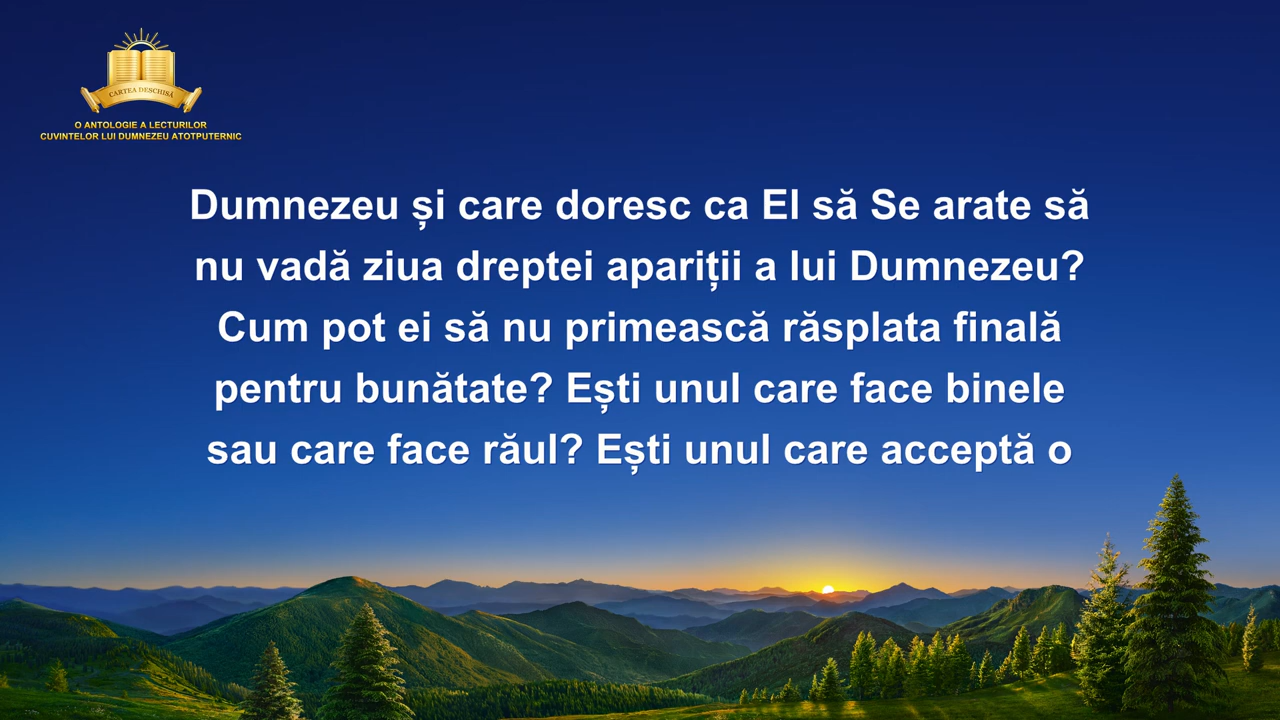 CARTEA DESCHISĂ
O ANTOLOGIE A LECTURILOR
CUVINTELOR LUI DUMNEZEU ATOTPUTERNIC
Dumnezeu și care doresc ca El să Se arate să
nu vadă ziua dreptei apariții a lui Dumnezeu?
Cum pot ei să nu primească răsplata finală
pentru bunătate? Ești unul care face binele
sau care face răul? Ești unul care acceptă o